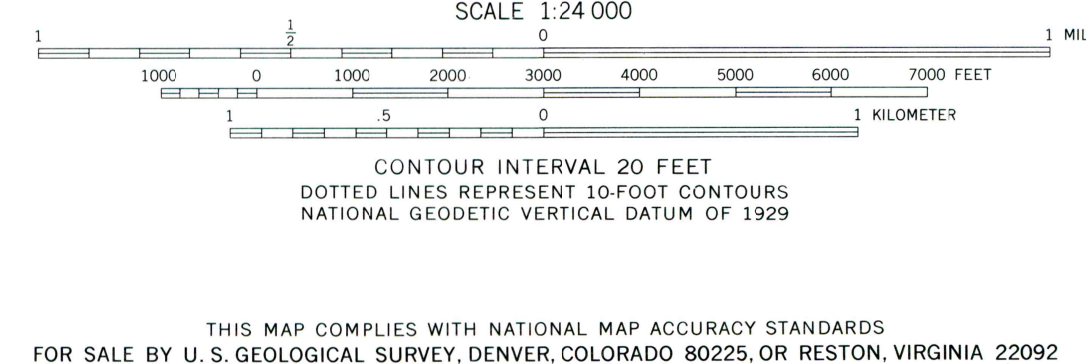 SCALE 1:24 000
1 1/2 0 1 MIL
1000 0 1000 2000 3000 4000 5000 6000 7000 FEET
1 .5 0 1 KILOMETER
CONTOUR INTERVAL 20 FEET
DOTTED LINES REPRESENT 10-FOOT CONTOURS
NATIONAL GEODETIC VERTICAL DATUM OF 1929
THIS MAP COMPLIES WITH NATIONAL MAP ACCURACY STANDARDS
FOR SALE BY U. S. GEOLOGICAL SURVEY, DENVER, COLORADO 80225, OR RESTON, VIRGINIA 22092